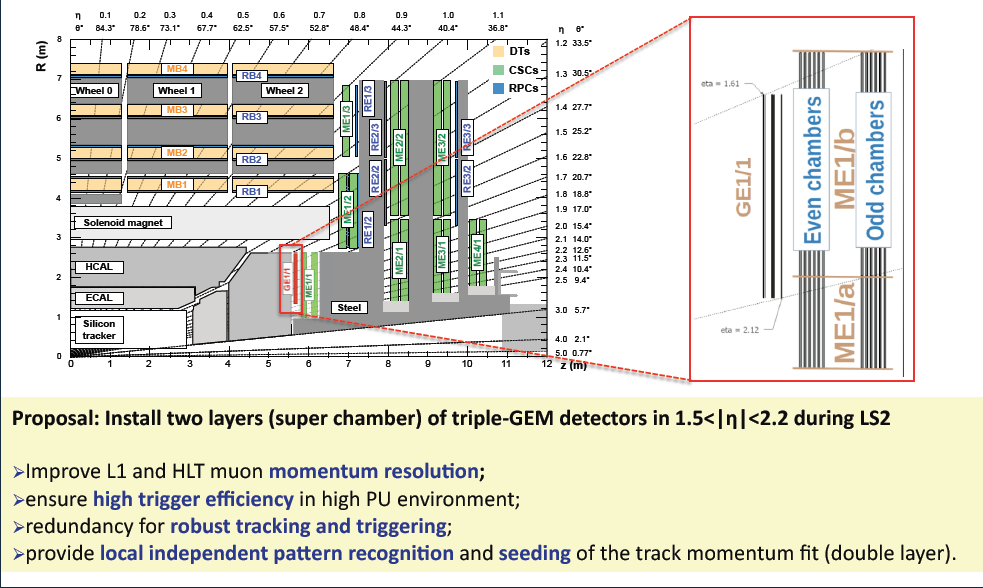 η 0.1 0.2 0.3 0.4 0.5 0.6 0.7 0.8 0.9 1.0 1.1
θ° 84.3° 78.6° 73.1° 67.7° 62.5° 57.5° 52.8° 48.4° 44.3° 40.4° 36.8°
η θ°
1.2 33.5°
1.3 30.5°
1.4 27.7°
1.5 25.2°
1.6 22.8°
1.7 20.7°
1.8 18.8°
1.9 17.0°
2.0 15.4°
2.1 14.0°
2.2 12.6°
2.3 11.5°
2.4 10.4°
2.5 9.4°
3.0 5.7°
4.0 2.1°
5.0 0.77°
R (m)
8
7
6
5
4
3
2
1
0
0 1 2 3 4 5 6 7 8 9 10 11 12
z (m)
DTs
CSCs
RPCs
MB4
RB4
Wheel 0
Wheel 1
Wheel 2
MB3
RB3
MB2
RB2
MB1
RB1
Solenoid magnet
HCAL
ECAL
Silicon
tracker
Steel
ME1/3
RE1/3
RE2/3
ME2/2
ME3/2
RE3/3
RE2/2
RE3/2
ME1/2
RE1/2
ME2/1
ME3/1
ME4/1
GE1/1
ME1/1
eta = 1.61
eta = 2.12
GE1/1
Even chambers
ME1/b
Odd chambers
ME1/a
Proposal: Install two layers (super chamber) of triple-GEM detectors in 1.5<|η|<2.2 during LS2
➢Improve L1 and HLT muon momentum resolution;
➢ensure high trigger efficiency in high PU environment;
➢redundancy for robust tracking and triggering;
➢provide local independent pattern recognition and seeding of the track momentum fit (double layer).